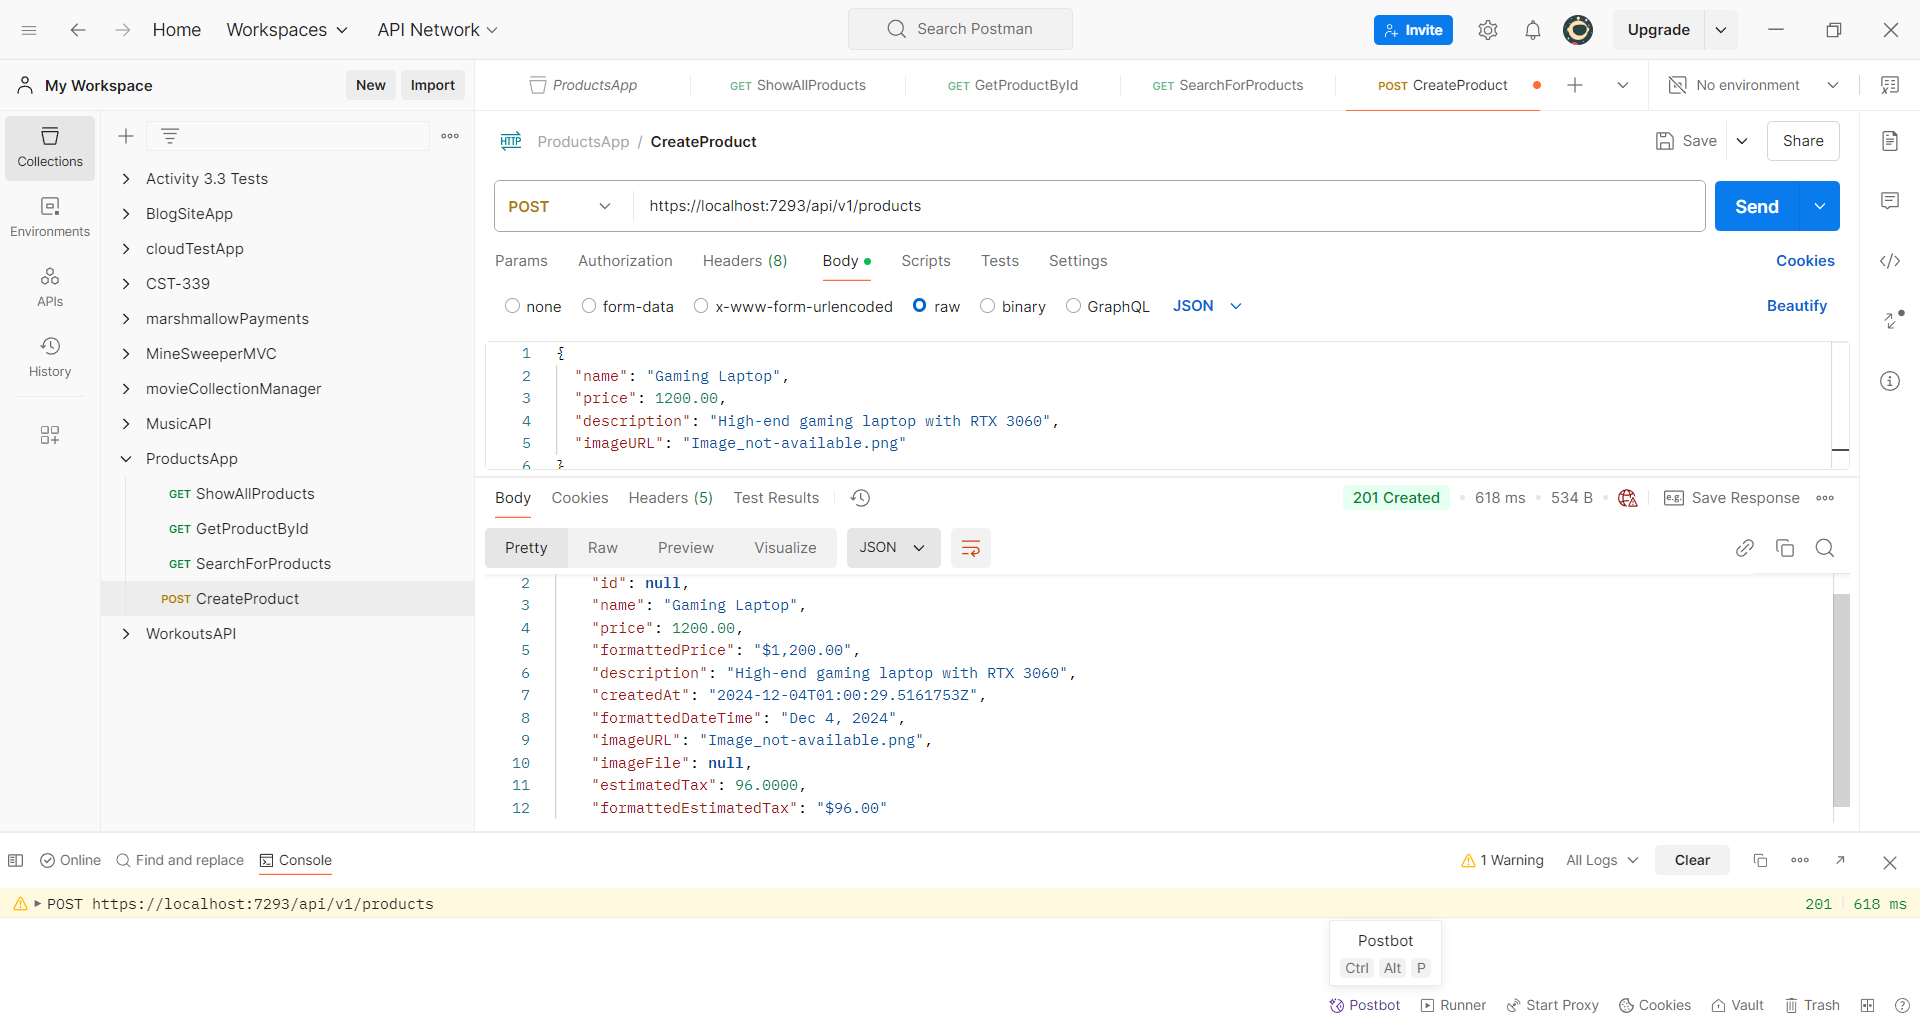 Home
Workspaces
API Network
Search Postman
Invite
Upgrade
My Workspace
New
Import
ProductsApp
GET ShowAllProducts
GET GetProductById
GET SearchForProducts
POST CreateProduct
No environment
Collections
Environments
APIs
History
Activity 3.3 Tests
BlogSiteApp
cloudTestApp
CST-339
marshmallowPayments
MineSweeperMVC
movieCollectionManager
MusicAPI
ProductsApp
GET ShowAllProducts
GET GetProductById
GET SearchForProducts
POST CreateProduct
WorkoutsAPI
HTTP ProductsApp / CreateProduct
Save
Share
POST
https://localhost:7293/api/v1/products
Send
Params
Authorization
Headers (8)
Body
Scripts
Tests
Settings
Cookies
none
form-data
x-www-form-urlencoded
raw
binary
GraphQL
JSON
Beautify
1 {
2 "name": "Gaming Laptop",
3 "price": 1200.00,
4 "description": "High-end gaming laptop with RTX 3060",
5 "imageURL": "Image_not-available.png"
6 }
Body
Cookies
Headers (5)
Test Results
201 Created
618 ms
534 B
e.g. Save Response
Pretty
Raw
Preview
Visualize
JSON
2 "id": null,
3 "name": "Gaming Laptop",
4 "price": 1200.00,
5 "formattedPrice": "$1,200.00",
6 "description": "High-end gaming laptop with RTX 3060",
7 "createdAt": "2024-12-04T01:00:29.5161753Z",
8 "formattedDateTime": "Dec 4, 2024",
9 "imageURL": "Image_not-available.png",
10 "imageFile": null,
11 "estimatedTax": 96.0000,
12 "formattedEstimatedTax": "$96.00"
Online
Find and replace
Console
1 Warning
All Logs
Clear
POST https://localhost:7293/api/v1/products
201
618 ms
Postbot
Ctrl Alt P
Postbot
Runner
Start Proxy
Cookies
Vault
Trash